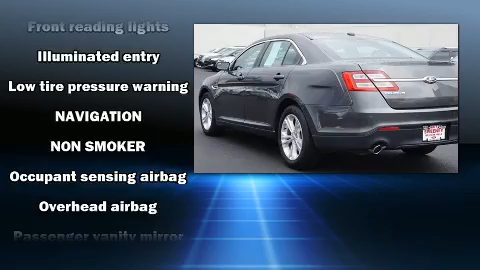 Front reading lights
Illuminated entry
Low tire pressure warning
NAVIGATION
NON SMOKER
Occupant sensing airbag
Overhead airbag
Passenger vanity mirror